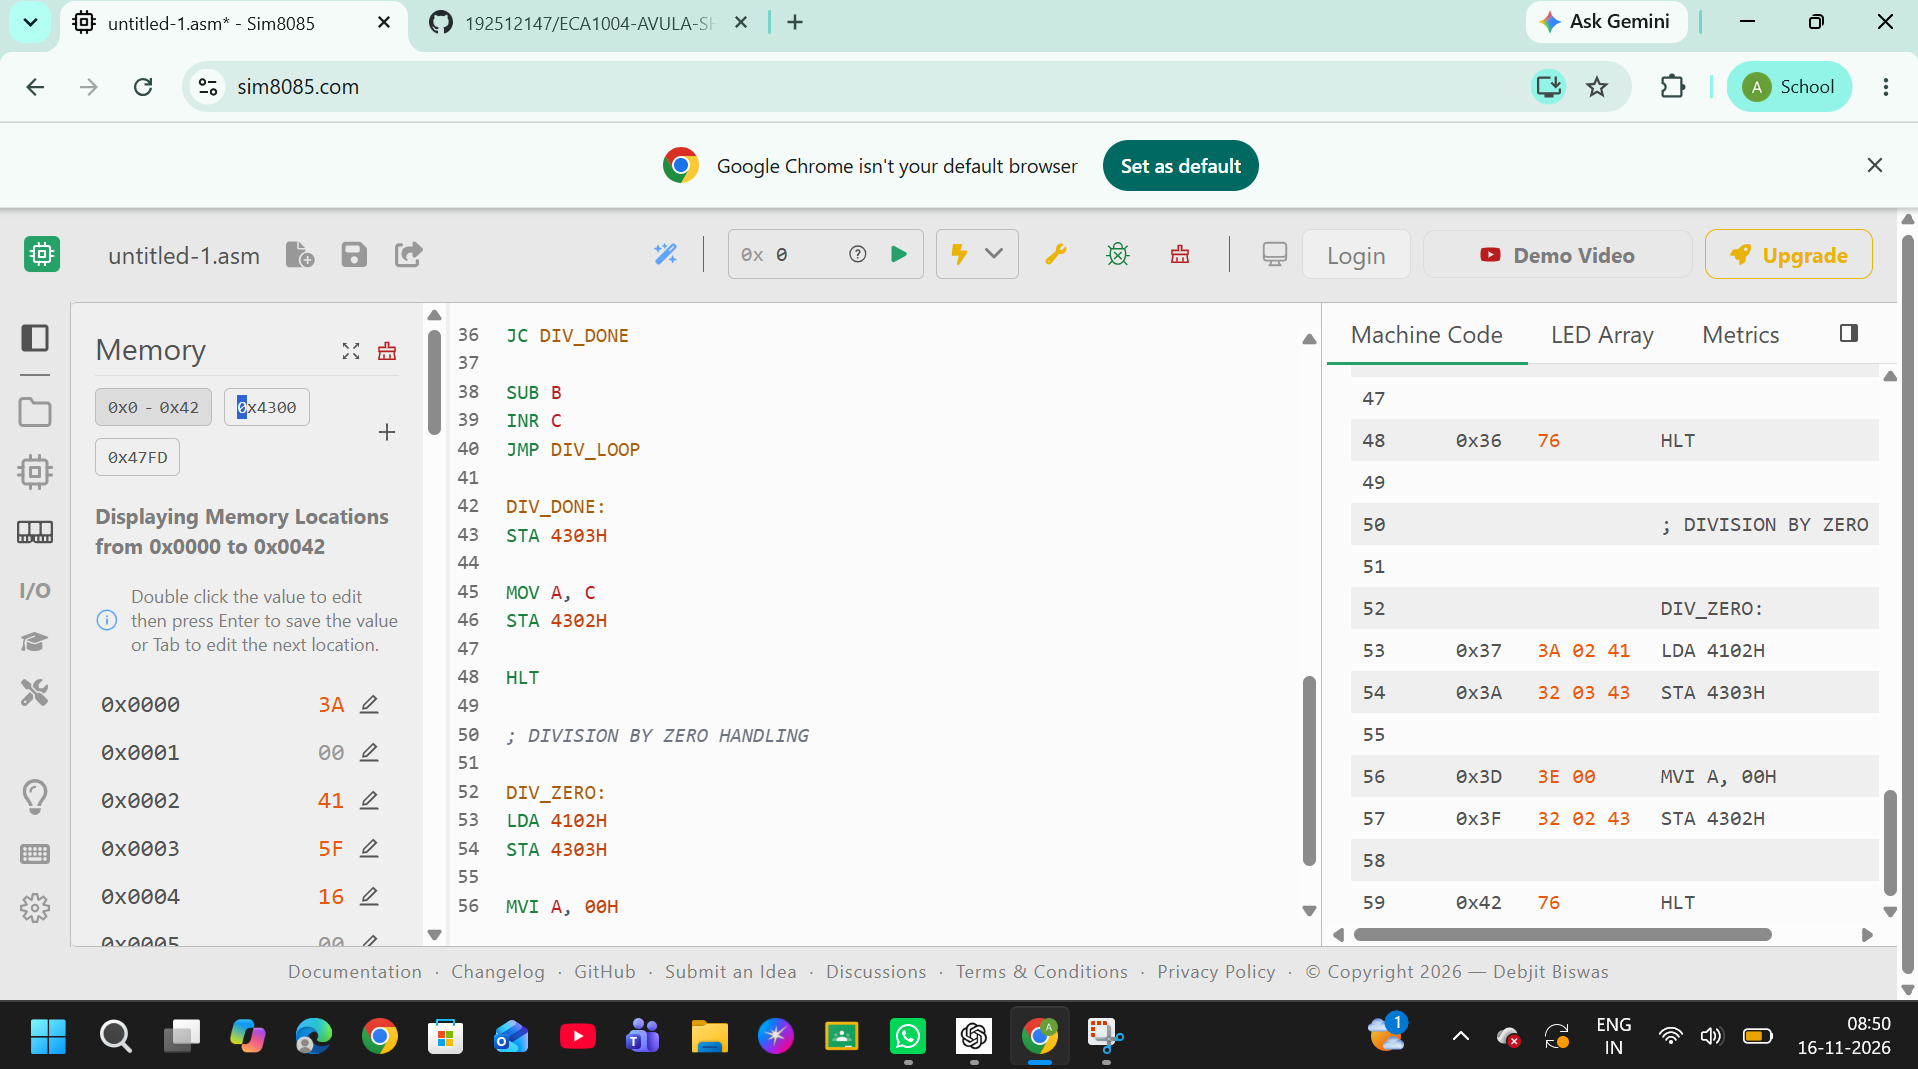 untitled-1.asm* - Sim8085
192512147/ECA1004-AVULA-SH
Ask Gemini
sim8085.com
A School
Google Chrome isn't your default browser
Set as default
untitled-1.asm
0x 0
Login
Demo Video
Upgrade
Memory
0x0 - 0x42
0x4300
0x47FD
Displaying Memory Locations
from 0x0000 to 0x0042
Double click the value to edit
then press Enter to save the value
or Tab to edit the next location.
0x0000 3A
0x0001 00
0x0002 41
0x0003 5F
0x0004 16
0x0005 00
I/O
36 JC DIV_DONE
37
38 SUB B
39 INR C
40 JMP DIV_LOOP
41
42 DIV_DONE:
43 STA 4303H
44
45 MOV A, C
46 STA 4302H
47
48 HLT
49
50 ; DIVISION BY ZERO HANDLING
51
52 DIV_ZERO:
53 LDA 4102H
54 STA 4303H
55
56 MVI A, 00H
Machine Code
LED Array
Metrics
47
48 0x36 76 HLT
49
50 ; DIVISION BY ZERO
51
52 DIV_ZERO:
53 0x37 3A 02 41 LDA 4102H
54 0x3A 32 03 43 STA 4303H
55
56 0x3D 3E 00 MVI A, 00H
57 0x3F 32 02 43 STA 4302H
58
59 0x42 76 HLT
Documentation · Changelog · GitHub · Submit an Idea · Discussions · Terms & Conditions · Privacy Policy · © Copyright 2026 — Debjit Biswas
1
A
ENG
IN
08:50
16-11-2026